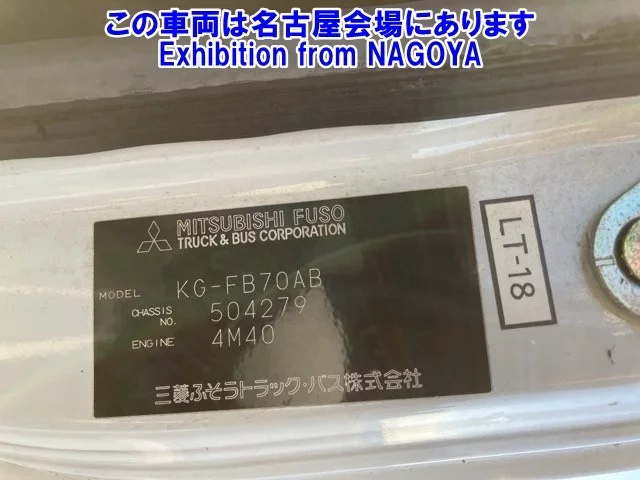 この車両は名古屋会場にあります
Exhibition from NAGOYA
MITSUBISHI FUSO
TRUCK & BUS CORPORATION
MODEL KG-FB70AB
CHASSIS NO. 504279
ENGINE 4M40
三菱ふそうトラック・バス株式会社
LT-18